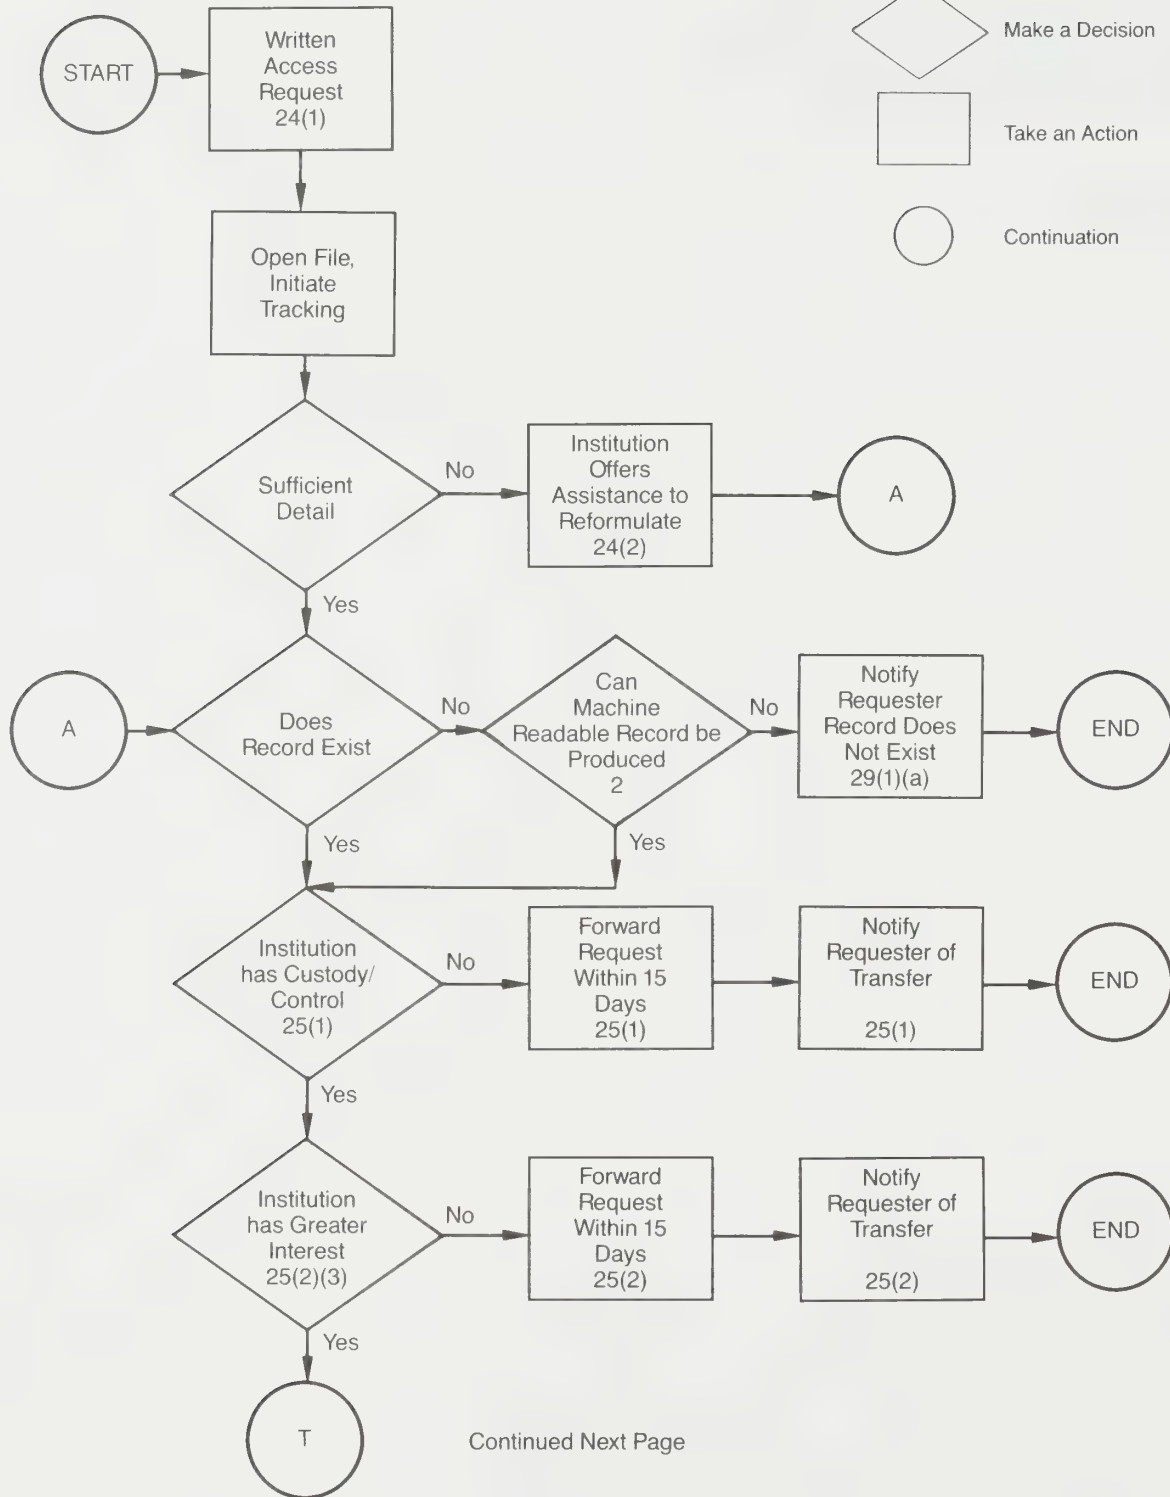 Make a Decision
START
Written
Access
Request
24(1)
Take an Action
Continuation
Open File,
Initiate
Tracking
Sufficient
Detail
No
Institution
Offers
Assistance to
Reformulate
24(2)
A
Yes
A
Does
Record Exist
No
Can
Machine
Readable Record be
Produced
2
No
Notify
Requester
Record Does
Not Exist
29(1)(a)
END
Yes
Yes
Institution
has Custody/
Control
25(1)
No
Forward
Request
Within 15
Days
25(1)
Notify
Requester of
Transfer
25(1)
END
Yes
Institution
has Greater
Interest
25(2)(3)
No
Forward
Request
Within 15
Days
25(2)
Notify
Requester of
Transfer
25(2)
END
Yes
T
Continued Next Page